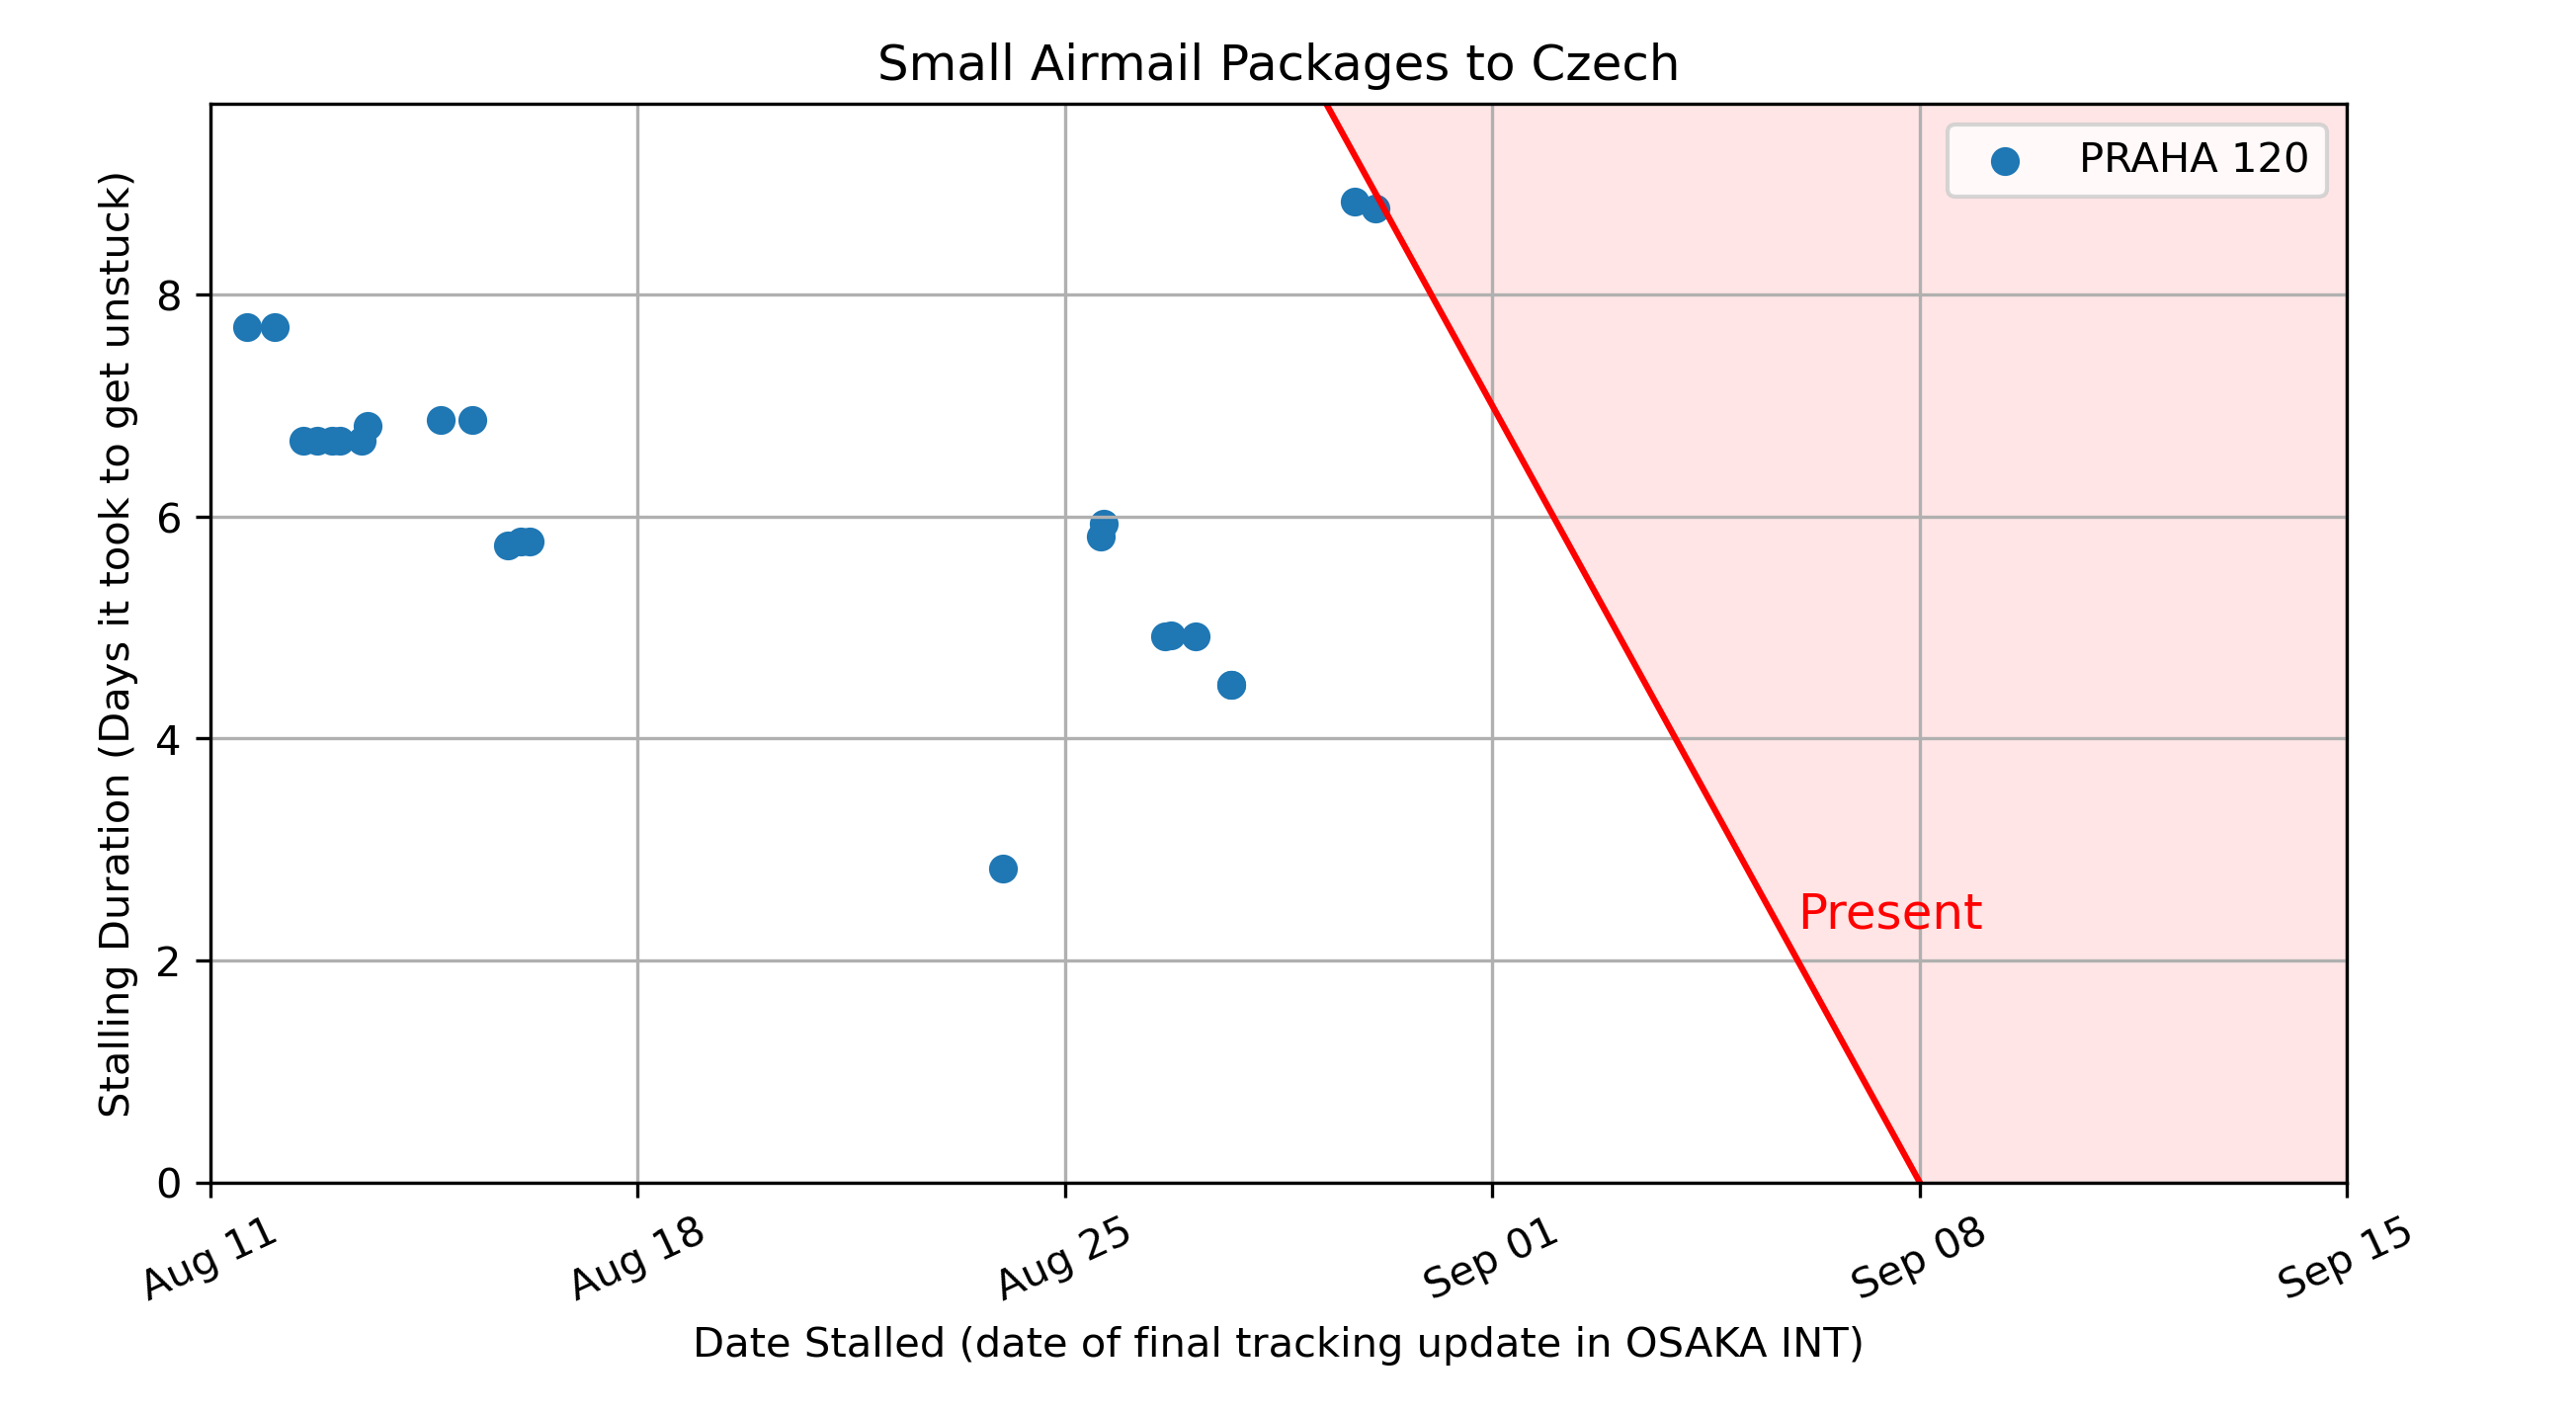 Small Airmail Packages to Czech
PRAHA 120
Stalling Duration (Days it took to get unstuck)
8
6
4
2
0
Present
Aug 11
Aug 18
Aug 25
Sep 01
Sep 08
Sep 15
Date Stalled (date of final tracking update in OSAKA INT)